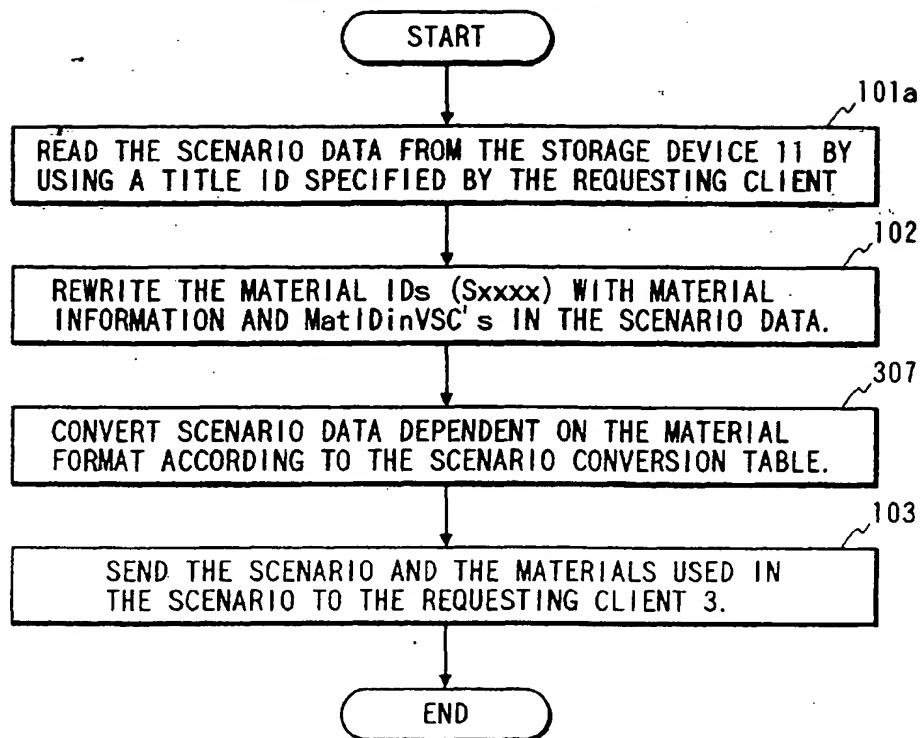 START
101a
READ THE SCENARIO DATA FROM THE STORAGE DEVICE 11 BY
USING A TITLE ID SPECIFIED BY THE REQUESTING CLIENT
102
REWRITE THE MATERIAL IDs (Sxxxx) WITH MATERIAL
INFORMATION AND MatIDinVSC's IN THE SCENARIO DATA.
307
CONVERT SCENARIO DATA DEPENDENT ON THE MATERIAL
FORMAT ACCORDING TO THE SCENARIO CONVERSION TABLE.
103
SEND THE SCENARIO AND THE MATERIALS USED IN
THE SCENARIO TO THE REQUESTING CLIENT 3.
END